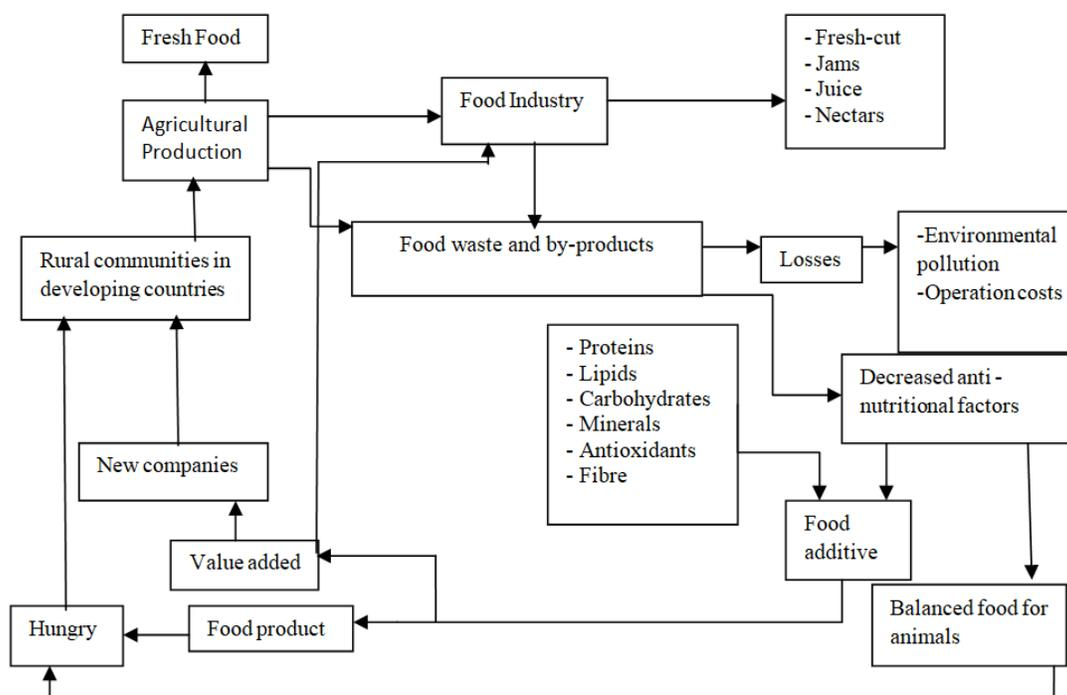 Fresh Food
- Fresh-cut
- Jams
- Juice
- Nectars
Food Industry
Agricultural
Production
Food waste and by-products
Losses
-Environmental
pollution
-Operation costs
Rural communities in
developing countries
- Proteins
- Lipids
- Carbohydrates
- Minerals
- Antioxidants
- Fibre
Decreased anti -
nutritional factors
New companies
Food
additive
Value added
Balanced food for
animals
Food product
Hungry